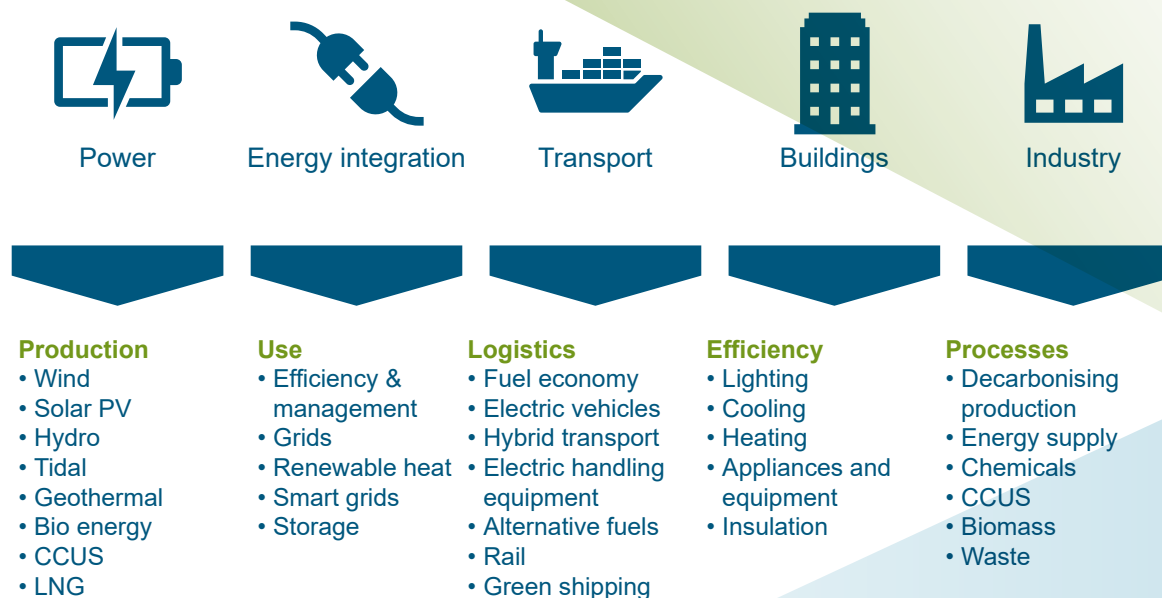 Power
Energy integration
Transport
Buildings
Industry
Production
• Wind
• Solar PV
• Hydro
• Tidal
• Geothermal
• Bio energy
• CCUS
• LNG
Use
• Efficiency &
management
• Grids
• Renewable heat
• Smart grids
• Storage
Logistics
• Fuel economy
• Electric vehicles
• Hybrid transport
• Electric handling
equipment
• Alternative fuels
• Rail
• Green shipping
Efficiency
• Lighting
• Cooling
• Heating
• Appliances and
equipment
• Insulation
Processes
• Decarbonising
production
• Energy supply
• Chemicals
• CCUS
• Biomass
• Waste